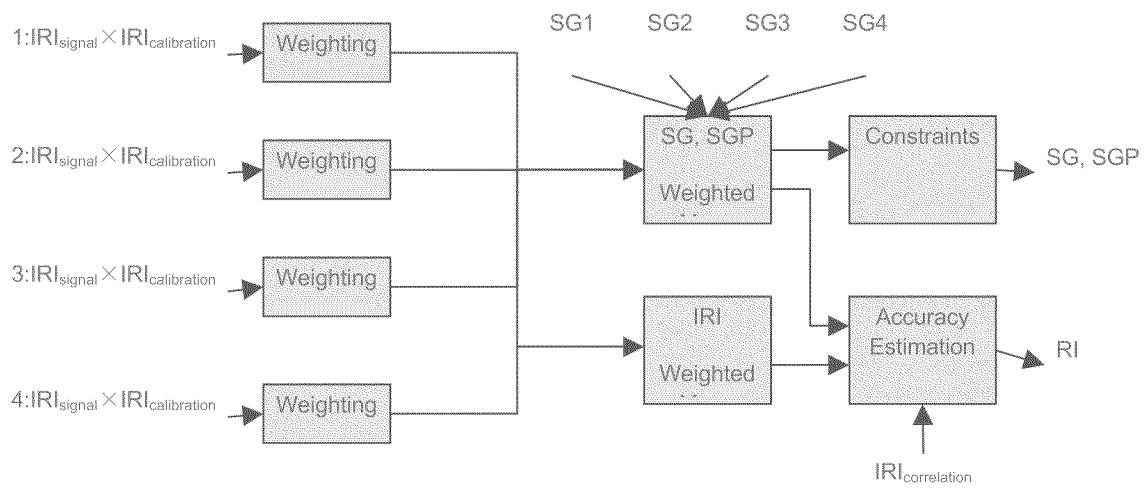 SG1 SG2 SG3 SG4
1:IRIsignal×IRIcalibration
Weighting
2:IRIsignal×IRIcalibration
Weighting
SG, SGP
Weighted
Constraints
SG, SGP
3:IRIsignal×IRIcalibration
Weighting
IRI
Weighted
Accuracy
Estimation
RI
4:IRIsignal×IRIcalibration
Weighting
IRIcorrelation